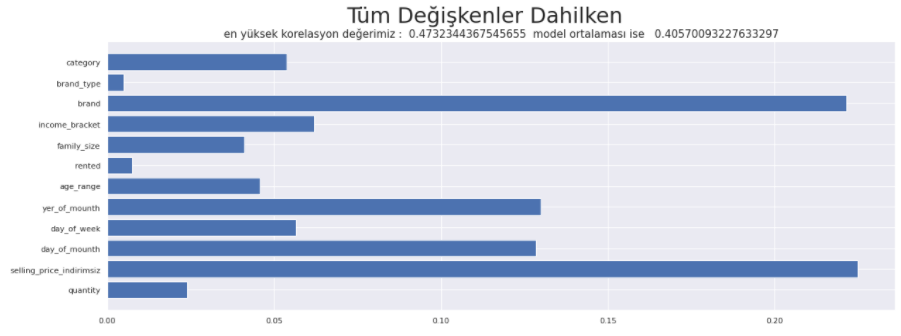 Tüm Değişkenler Dahilken
en yüksek korelasyon değerimiz : 0.4732344367545655 model ortalaması ise 0.40570093227633297
category
brand_type
brand
income_bracket
family_size
rented
age_range
yer_of_mounth
day_of_week
day_of_mounth
selling_price_indirimsiz
quantity
0.00 0.05 0.10 0.15 0.20